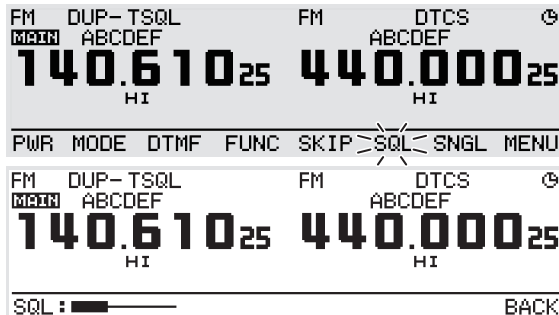 FM DUP-TSQL FM DTCS
MAIN ABCDEF ABCDEF
140.61025 440.00025
HI HI
PWR MODE DTMF FUNC SKIP SQL SNGL MENU
FM DUP-TSQL FM DTCS
MAIN ABCDEF ABCDEF
140.61025 440.00025
HI HI
SQL: BACK